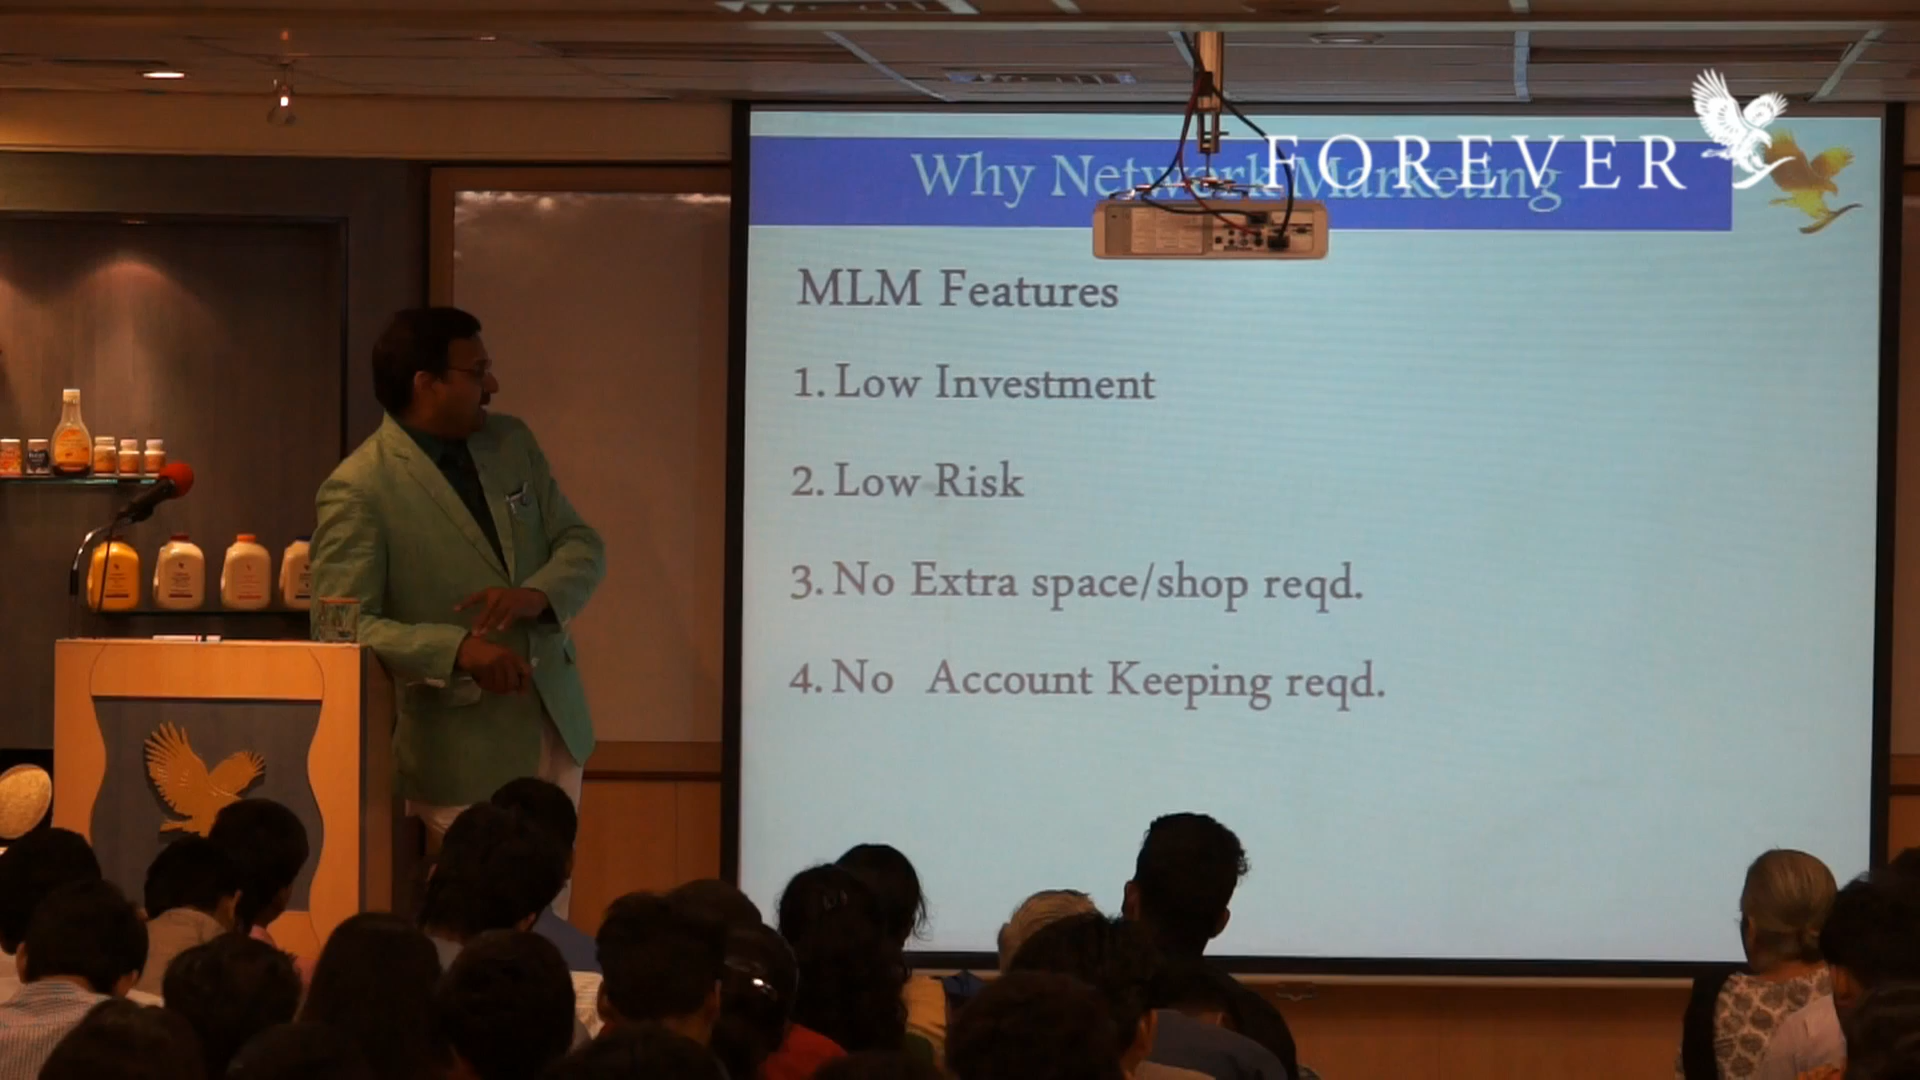 Why Network Marketing
FOREVER
MLM Features
1. Low Investment
2. Low Risk
3. No Extra space/shop reqd.
4. No Account Keeping reqd.